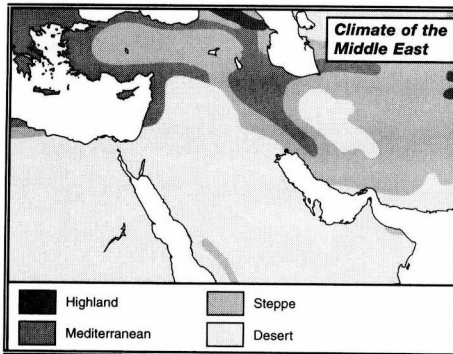 Climate of the
Middle East
Highland
Steppe
Mediterranean
Desert